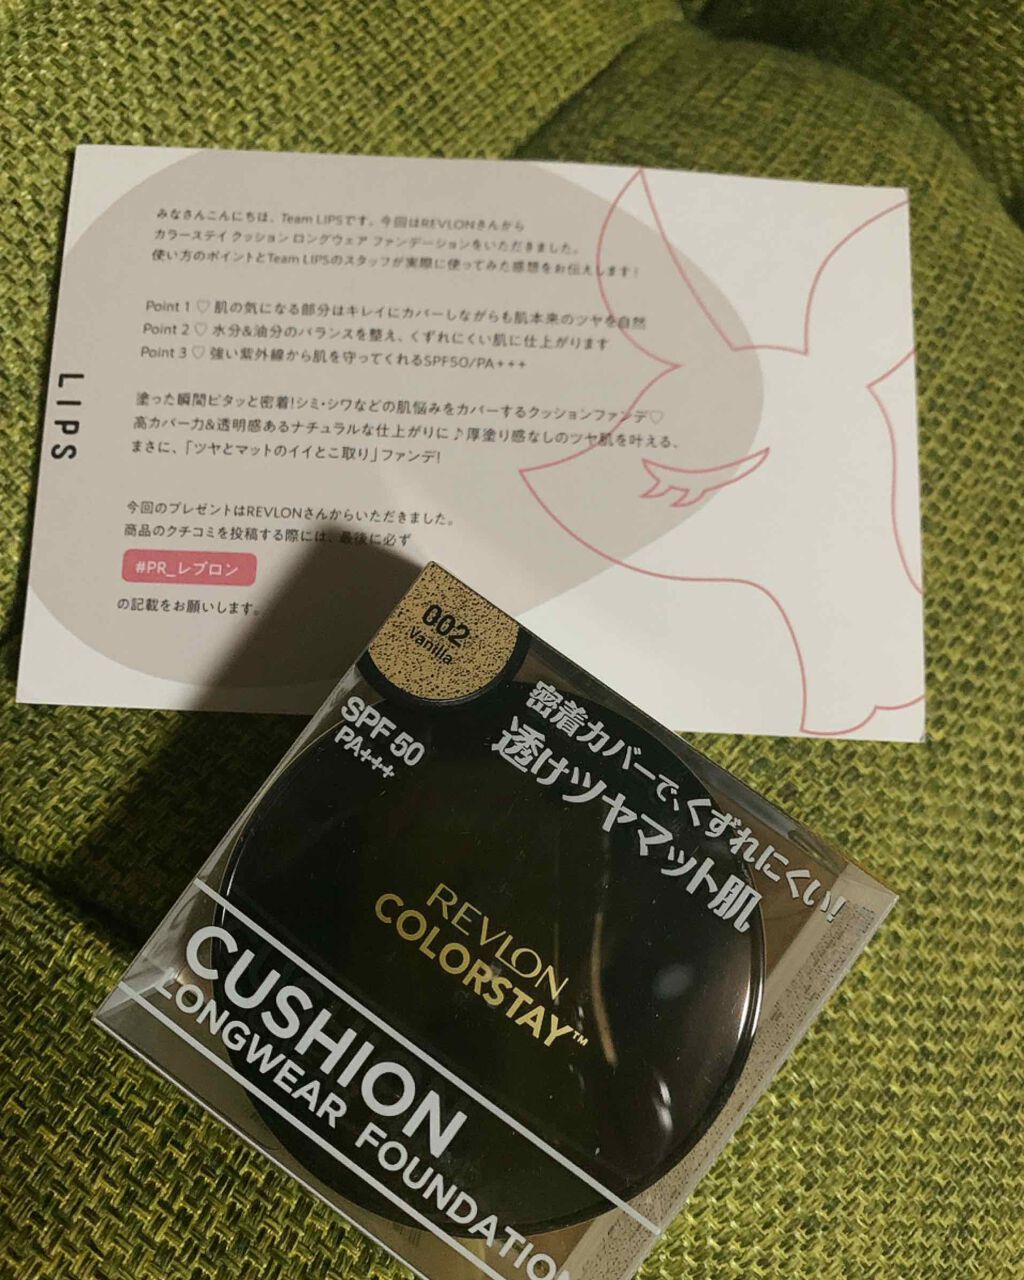 みなさんこんにちは、Team LIPSです。今回はREVLONさんから
カラーステイ クッション ロングウェア ファンデーションをいただきました。
使い方のポイントとTeam LIPSのスタッフが実際に使ってみた感想をお伝えします!
Point 1 ♡ 肌の気になる部分はキレイにカバーしながらも肌本来のツヤを自然
Point 2 ♡ 水分&油分のバランスを整え、くずれにくい肌に仕上がります
Point 3 ♡ 強い紫外線から肌を守ってくれるSPF50/PA+++
塗った瞬間ピタッと密着!シミ・シワなどの肌悩みをカバーするクッションファンデ♡
高カバー力&透明感あるナチュラルな仕上がりに♪厚塗り感なしのツヤ肌を叶える、
まさに、「ツヤとマットのイイとこ取り」ファンデ!
今回のプレゼントはREVLONさんからいただきました。
商品のクチコミを投稿する際には、最後に必ず
#PR_レブロン
の記載をお願いします。
LIPS
002
Vanilla
SPF 50
PA+++
密着カバーで、くずれにくい!
透けツヤマット肌
REVLON
COLORSTAY™
CUSHION
LONGWEAR FOUNDATION